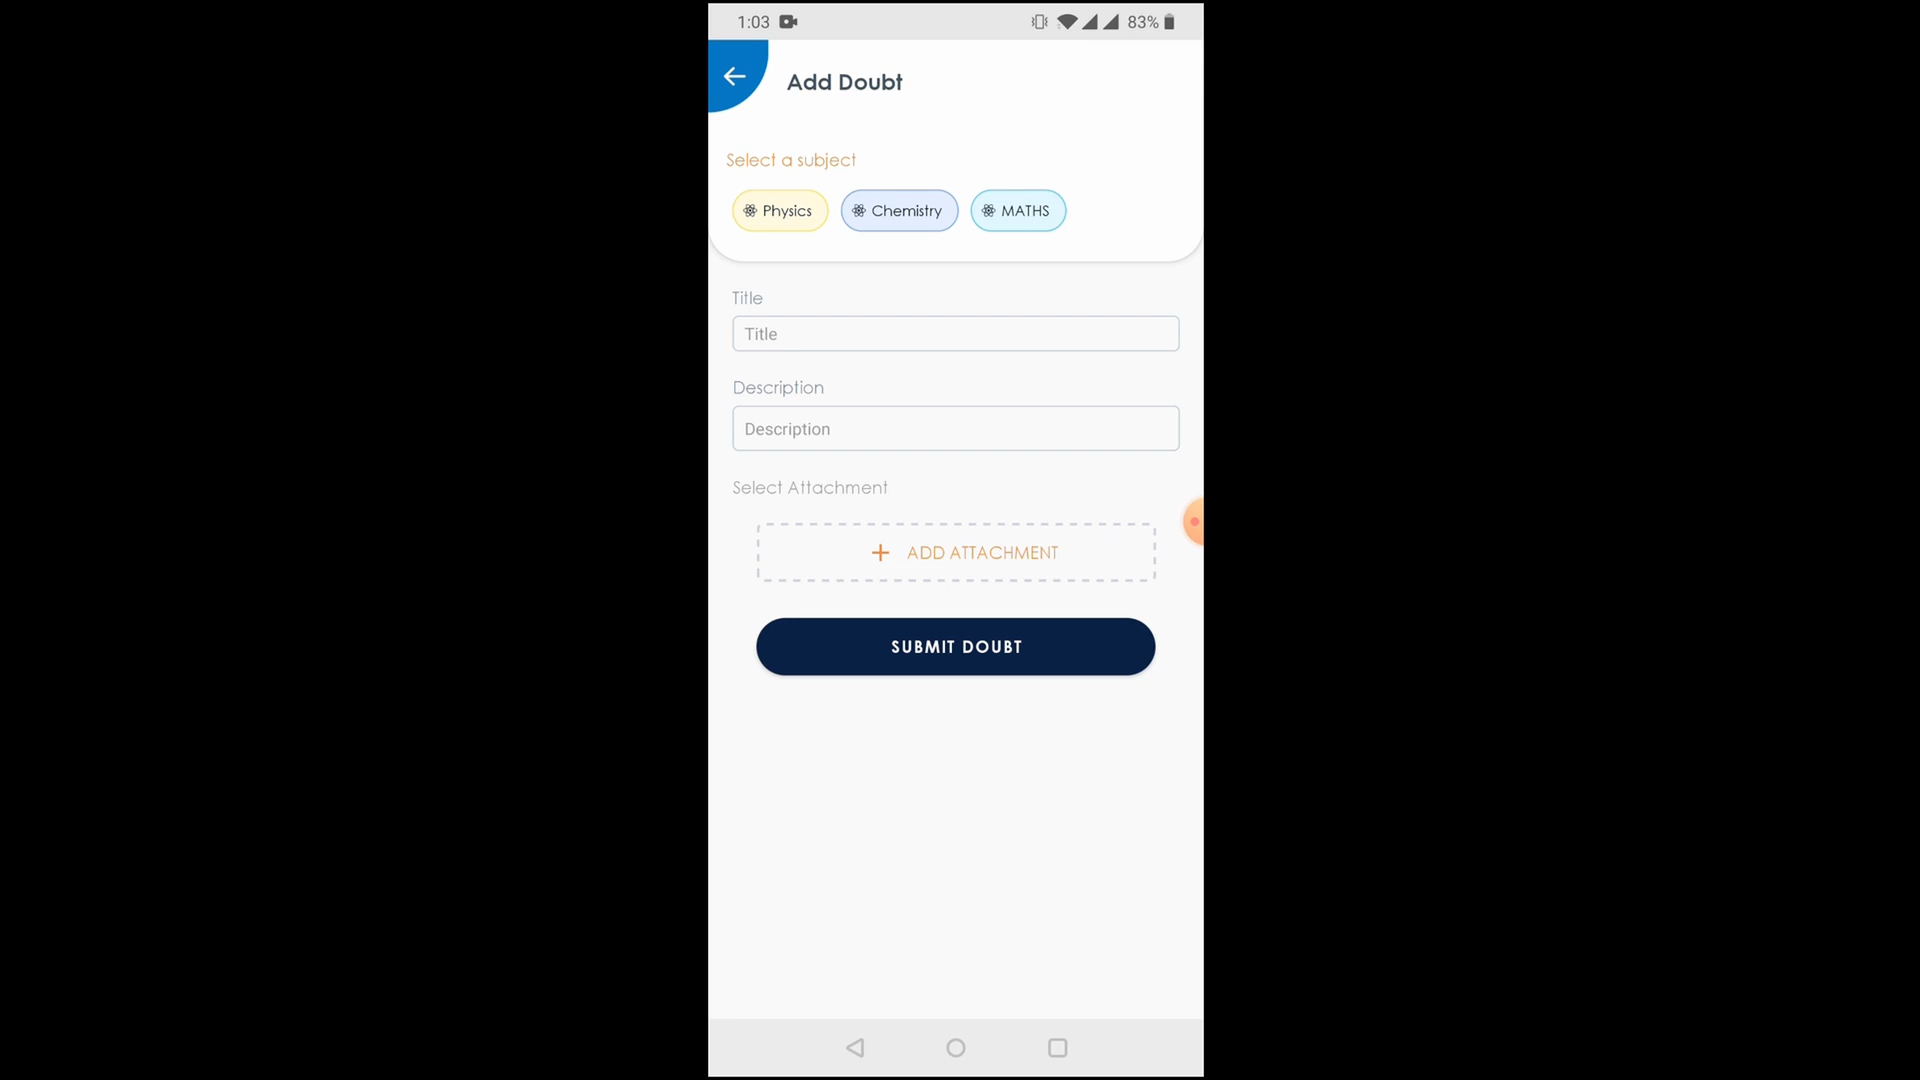 1:03 83%
Add Doubt
Select a subject
Physics Chemistry MATHS
Title
Title
Description
Description
Select Attachment
+ ADD ATTACHMENT
SUBMIT DOUBT